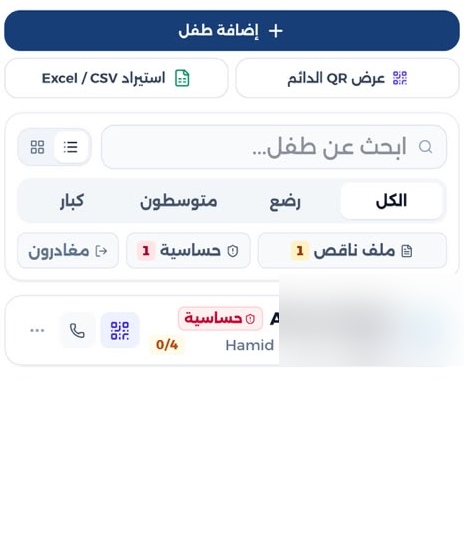 إضافة طفل
عرض QR الدائم
استيراد Excel / CSV
ابحث عن طفل...
الكل
رضع
متوسطون
كبار
ملف ناقص 1
حساسية 1
مغادرون
حساسية
Hamid
0/4